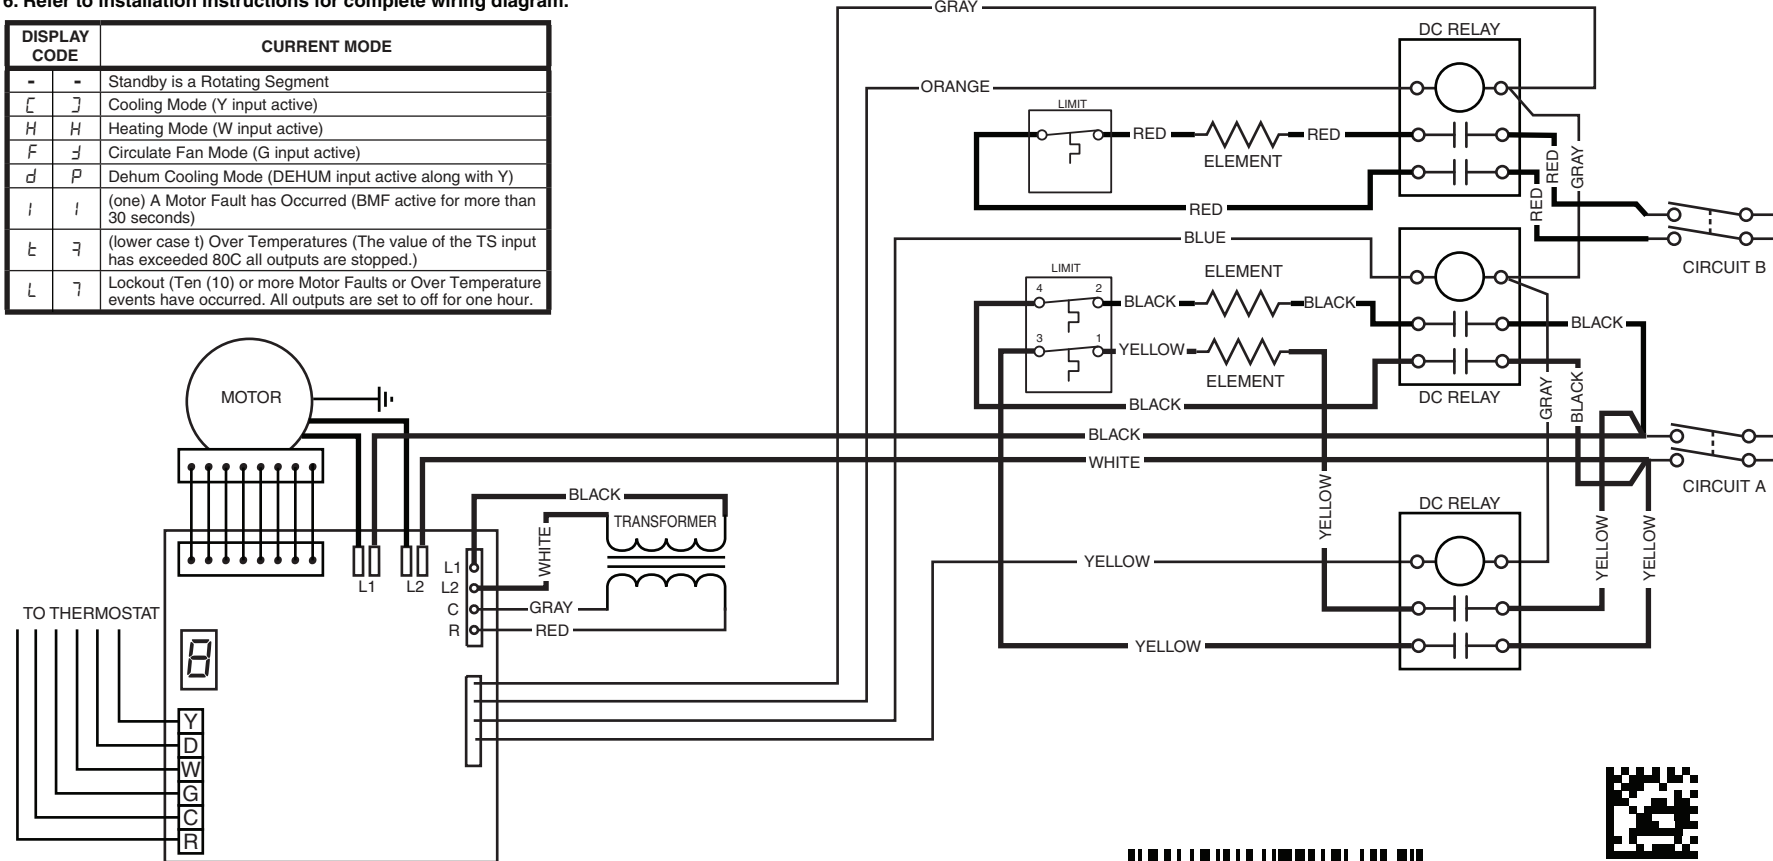 6. Refer to Installation Instructions for complete wiring diagram.
DISPLAY CODE
CURRENT MODE
- - Standby is a Rotating Segment
Cooling Mode (Y input active)
H H Heating Mode (W input active)
F Circulate Fan Mode (G input active)
d P Dehum Cooling Mode (DEHUM input active along with Y)
I I (one) A Motor Fault has Occurred (BMF active for more than
30 seconds)
t (lower case t) Over Temperatures (The value of the TS input
has exceeded 80C all outputs are stopped.)
L Lockout (Ten (10) or more Motor Faults or Over Temperature
events have occurred. All outputs are set to off for one hour.
MOTOR
L1
L2
L1
L2
C
R
BLACK
WHITE
TRANSFORMER
GRAY
RED
TO THERMOSTAT
8
Y
D
W
G
C
R
GRAY
ORANGE
LIMIT
RED
ELEMENT
RED
RED
DC RELAY
RED
RED
GRAY
CIRCUIT B
BLUE
LIMIT
4
2
3
1
BLACK
ELEMENT
BLACK
YELLOW
ELEMENT
BLACK
DC RELAY
BLACK
GRAY
BLACK
BLACK
WHITE
CIRCUIT A
YELLOW
DC RELAY
YELLOW
YELLOW
YELLOW
YELLOW